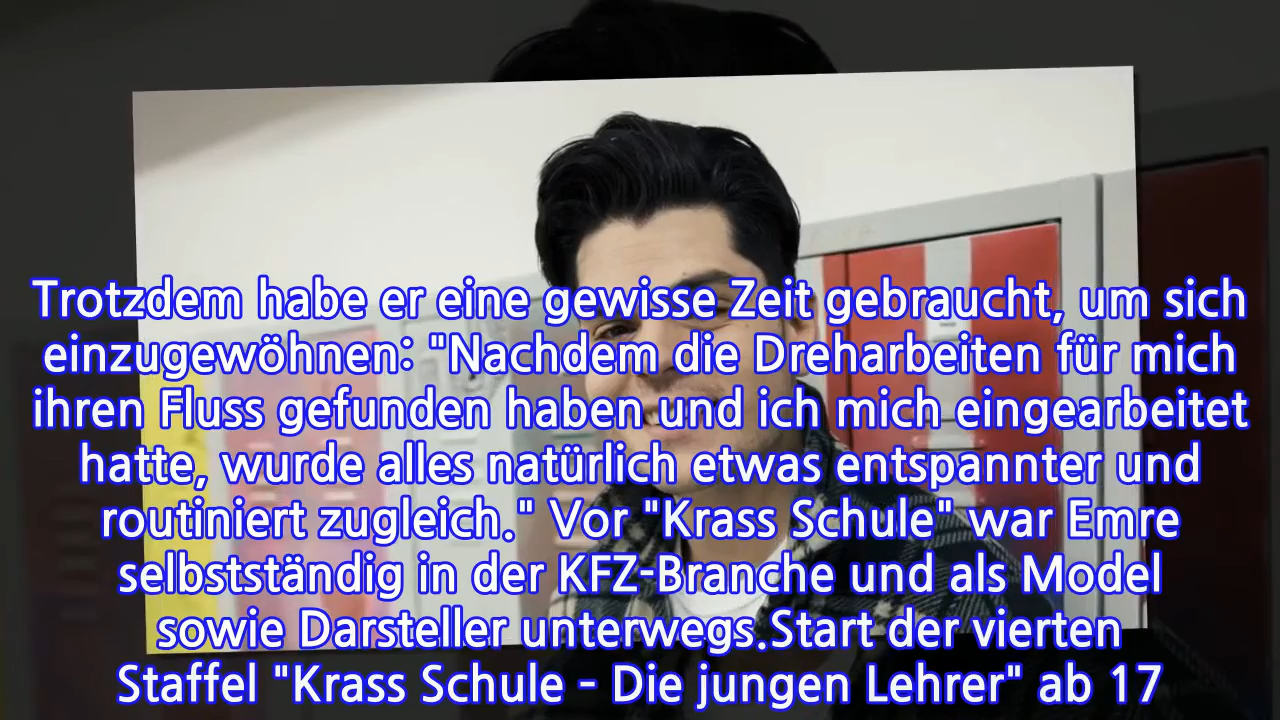 Trotzdem habe er eine gewisse Zeit gebraucht, um sich
einzugewöhnen: "Nachdem die Dreharbeiten für mich
ihren Fluss gefunden haben und ich mich eingearbeitet
hatte, wurde alles natürlich etwas entspannter und
routiniert zugleich." Vor "Krass Schule" war Emre
selbstständig in der KFZ-Branche und als Model
sowie Darsteller unterwegs.Start der vierten
Staffel "Krass Schule - Die jungen Lehrer" ab 17